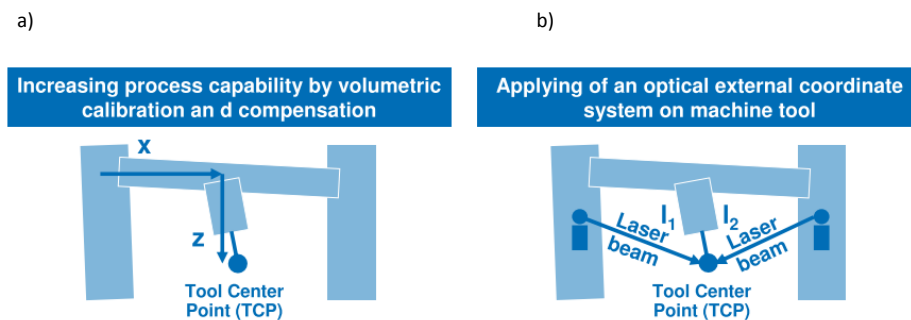 a)
b)
Increasing process capability by volumetric
calibration an d compensation
Applying of an optical external coordinate
system on machine tool
x
z
Tool Center
Point (TCP)
l1
l2
Laser
beam
Laser
beam
Tool Center
Point (TCP)